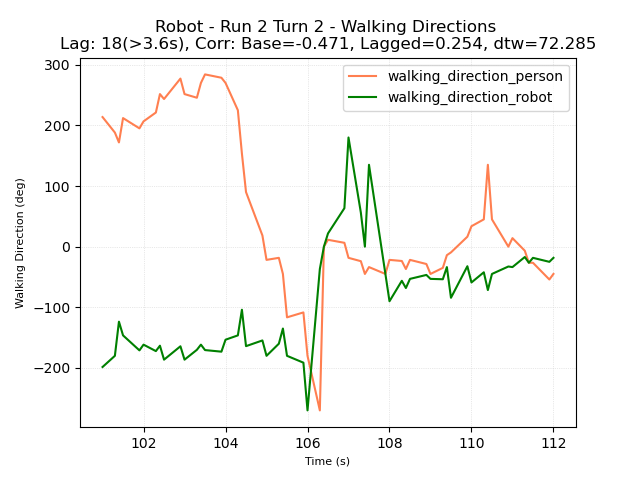 Robot - Run 2 Turn 2 - Walking Directions
Lag: 18(>3.6s), Corr: Base=-0.471, Lagged=0.254, dtw=72.285
walking_direction_person
walking_direction_robot
Walking Direction (deg)
300
200
100
0
−100
−200
102 104 106 108 110 112
Time (s)